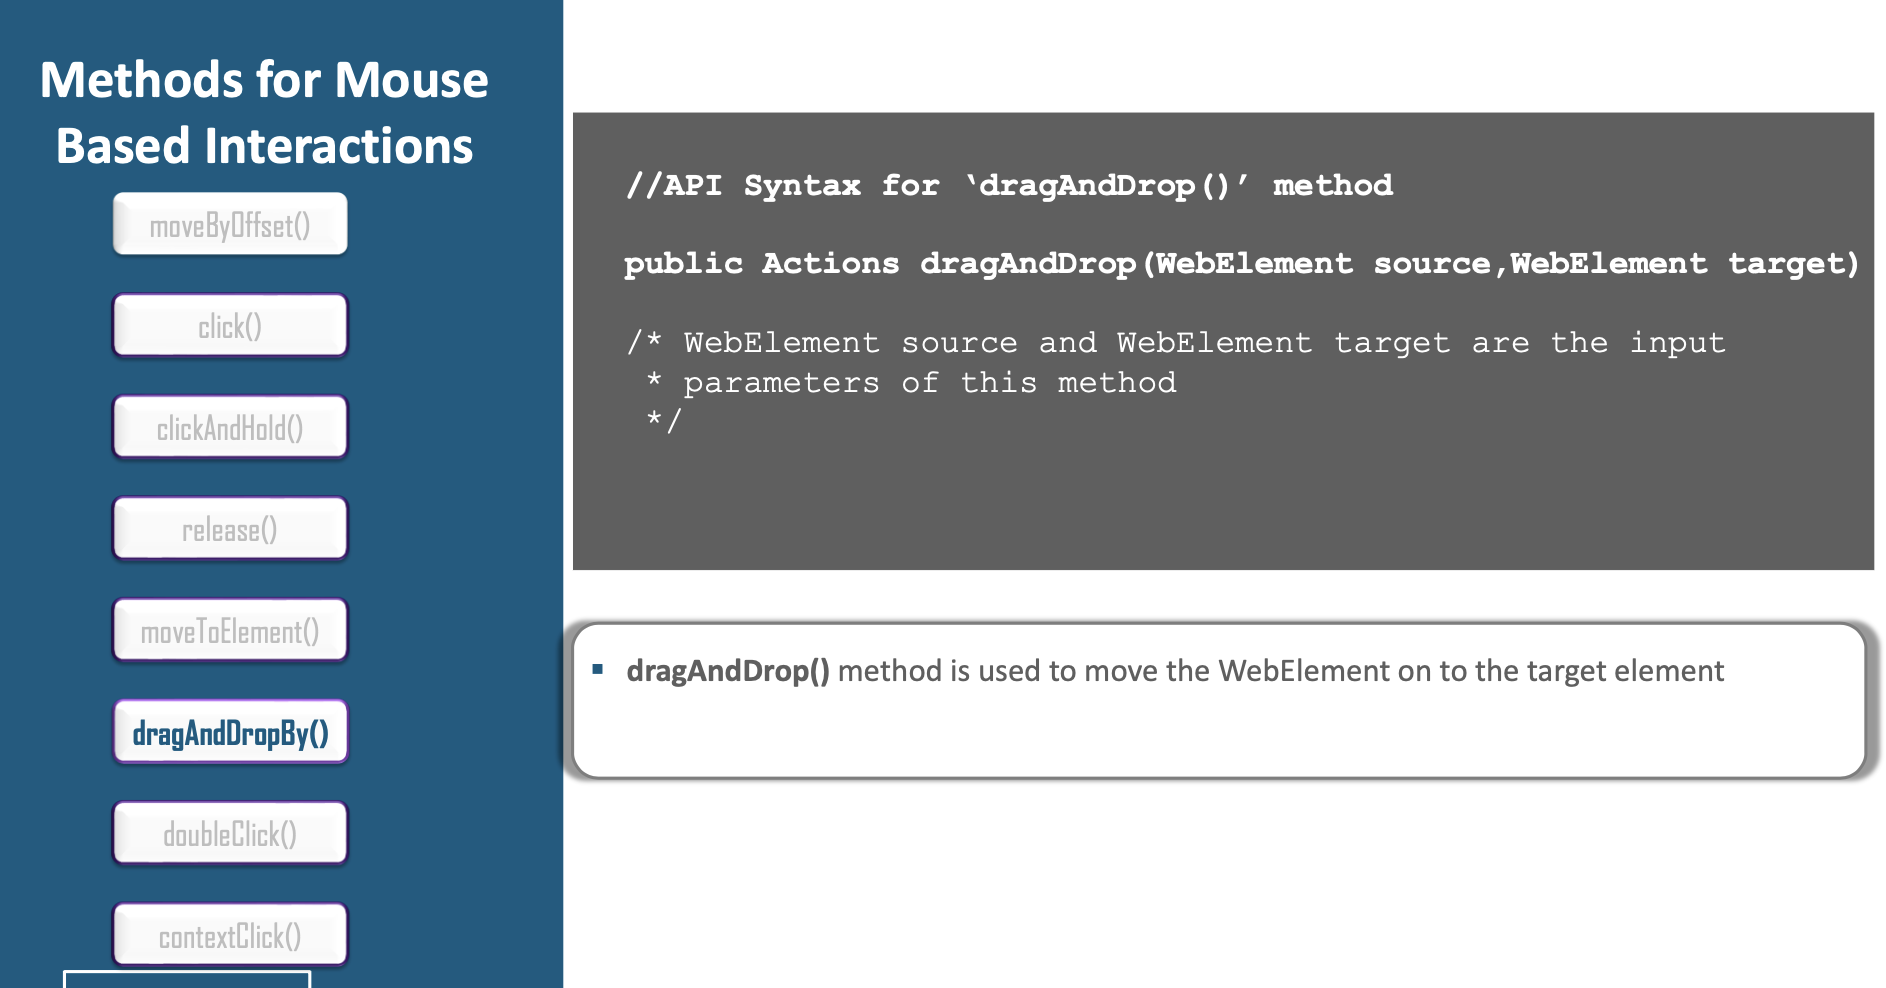 Methods for Mouse
Based Interactions
moveByOffset()
click()
clickAndHold()
release()
moveToElement()
dragAndDropBy()
doubleClick()
contextClick()
//API Syntax for ‘dragAndDrop()’ method
public Actions dragAndDrop(WebElement source,WebElement target)
/* WebElement source and WebElement target are the input
* parameters of this method
*/
▪ dragAndDrop() method is used to move the WebElement on to the target element